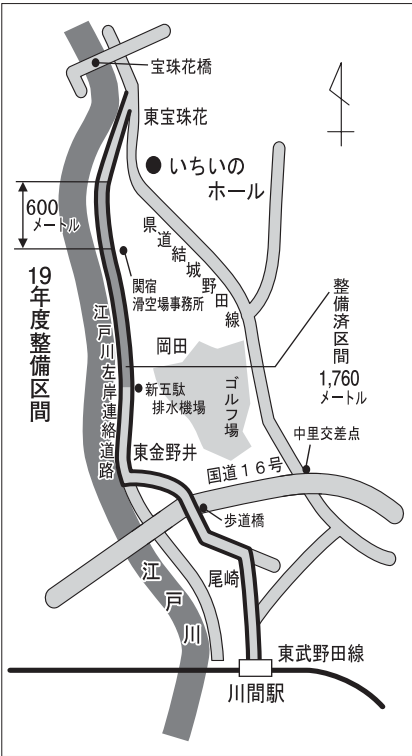 宝珠花橋
東宝珠花
いちいの
ホール
600
メートル
県道結城野田線
関宿
滑空場事務所
19年度整備区間
江戸川左岸連絡道路
岡田
整備済区間
1,760
メートル
ゴルフ場
新五駄
排水機場
東金野井
中里交差点
国道16号
歩道橋
尾崎
江戸川
東武野田線
川間駅